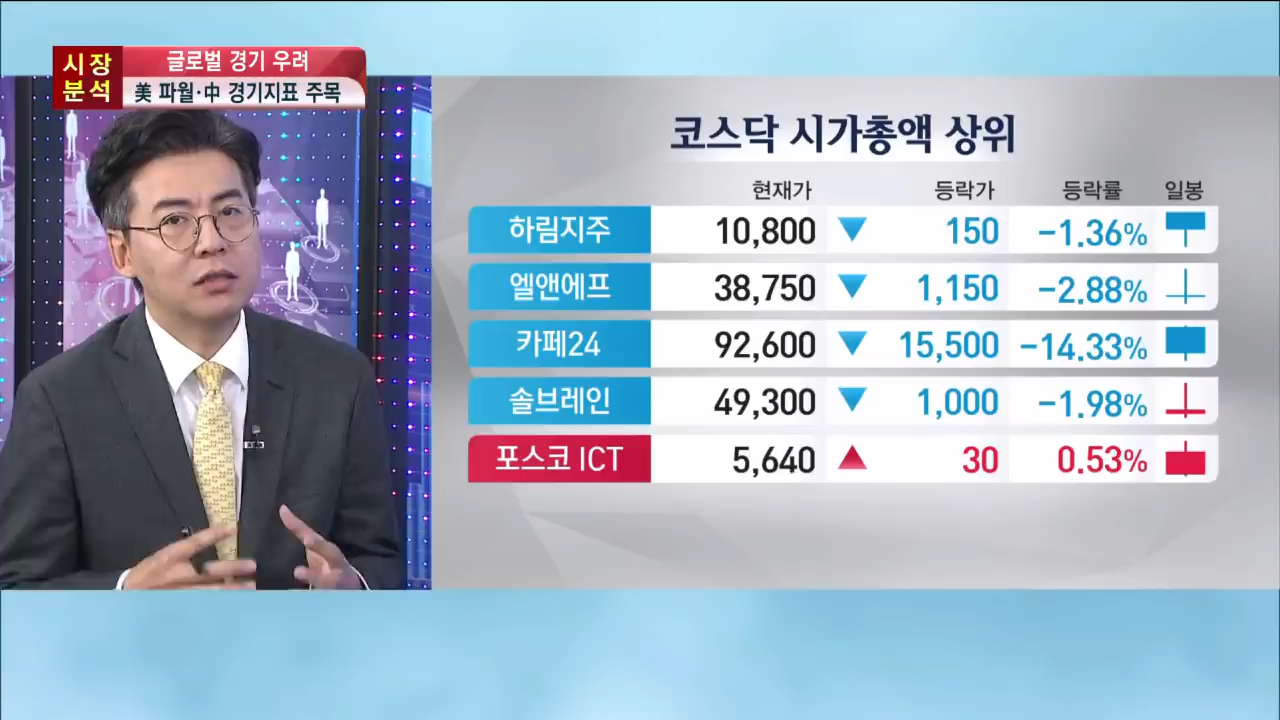 시장
분석
글로벌 경기 우려
美 파월·中 경기지표 주목
코스닥 시가총액 상위
현재가 등락가 등락률 일봉
하림지주 10,800 ▼ 150 -1.36%
엘앤에프 38,750 ▼ 1,150 -2.88%
카페24 92,600 ▼ 15,500 -14.33%
솔브레인 49,300 ▼ 1,000 -1.98%
포스코 ICT 5,640 ▲ 30 0.53%